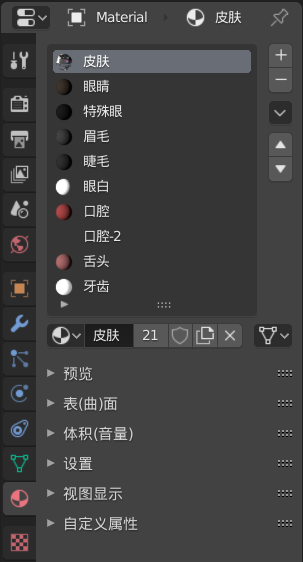 Material 皮肤
皮肤
眼睛
特殊眼
眉毛
睫毛
眼白
口腔
口腔-2
舌头
牙齿
皮肤 21
预览
表(曲)面
体积(音量)
设置
视图显示
自定义属性